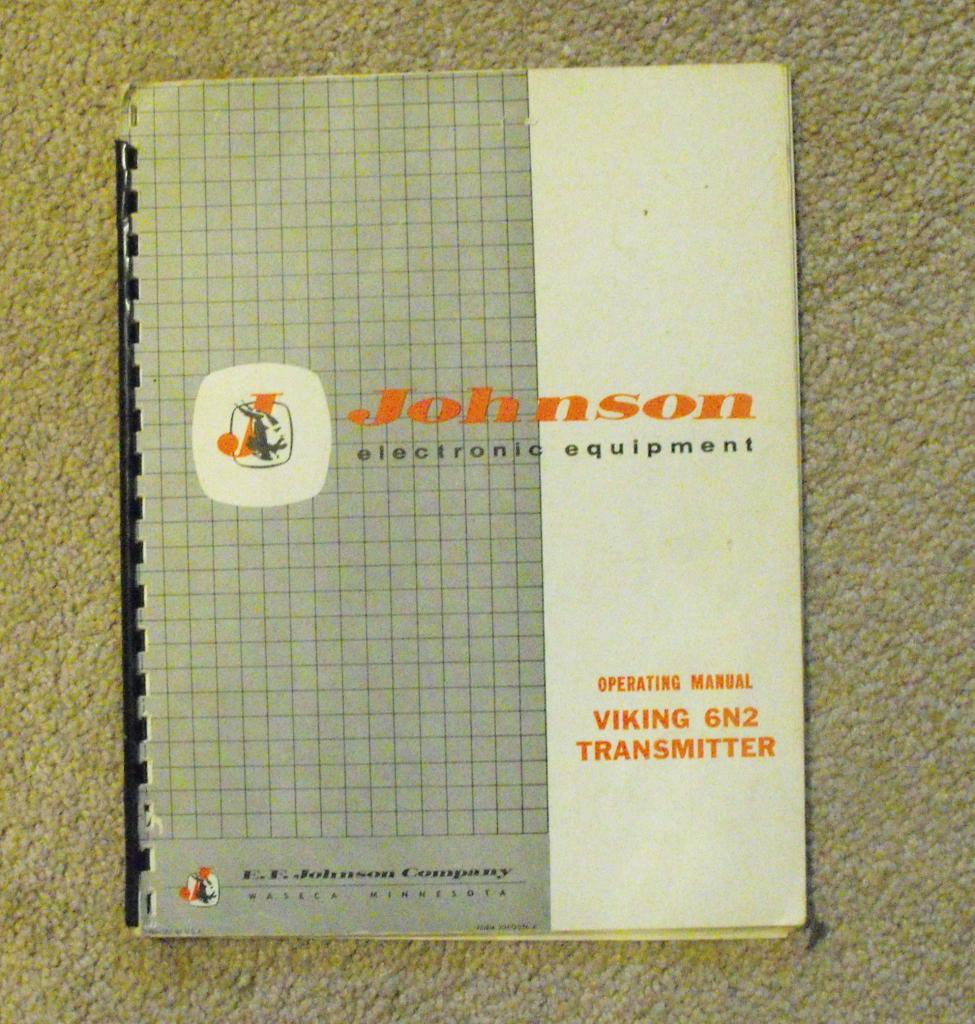 J
Johnson
electronic equipment
OPERATING MANUAL
VIKING 6N2
TRANSMITTER
J
E. F. Johnson Company
WASECA MINNESOTA